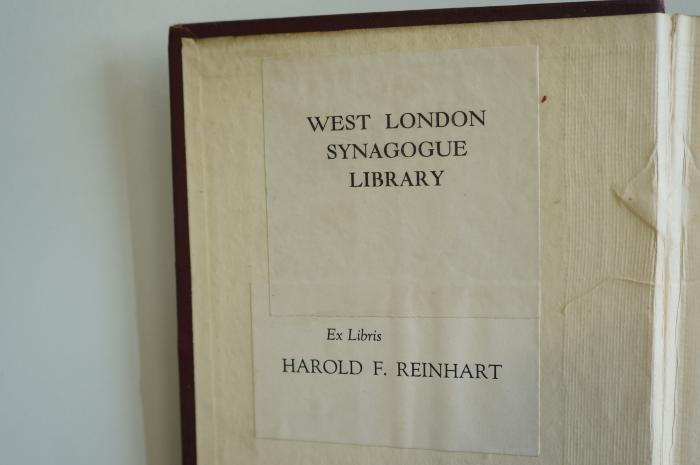 WEST LONDON
SYNAGOGUE
LIBRARY
Ex Libris
HAROLD F. REINHART